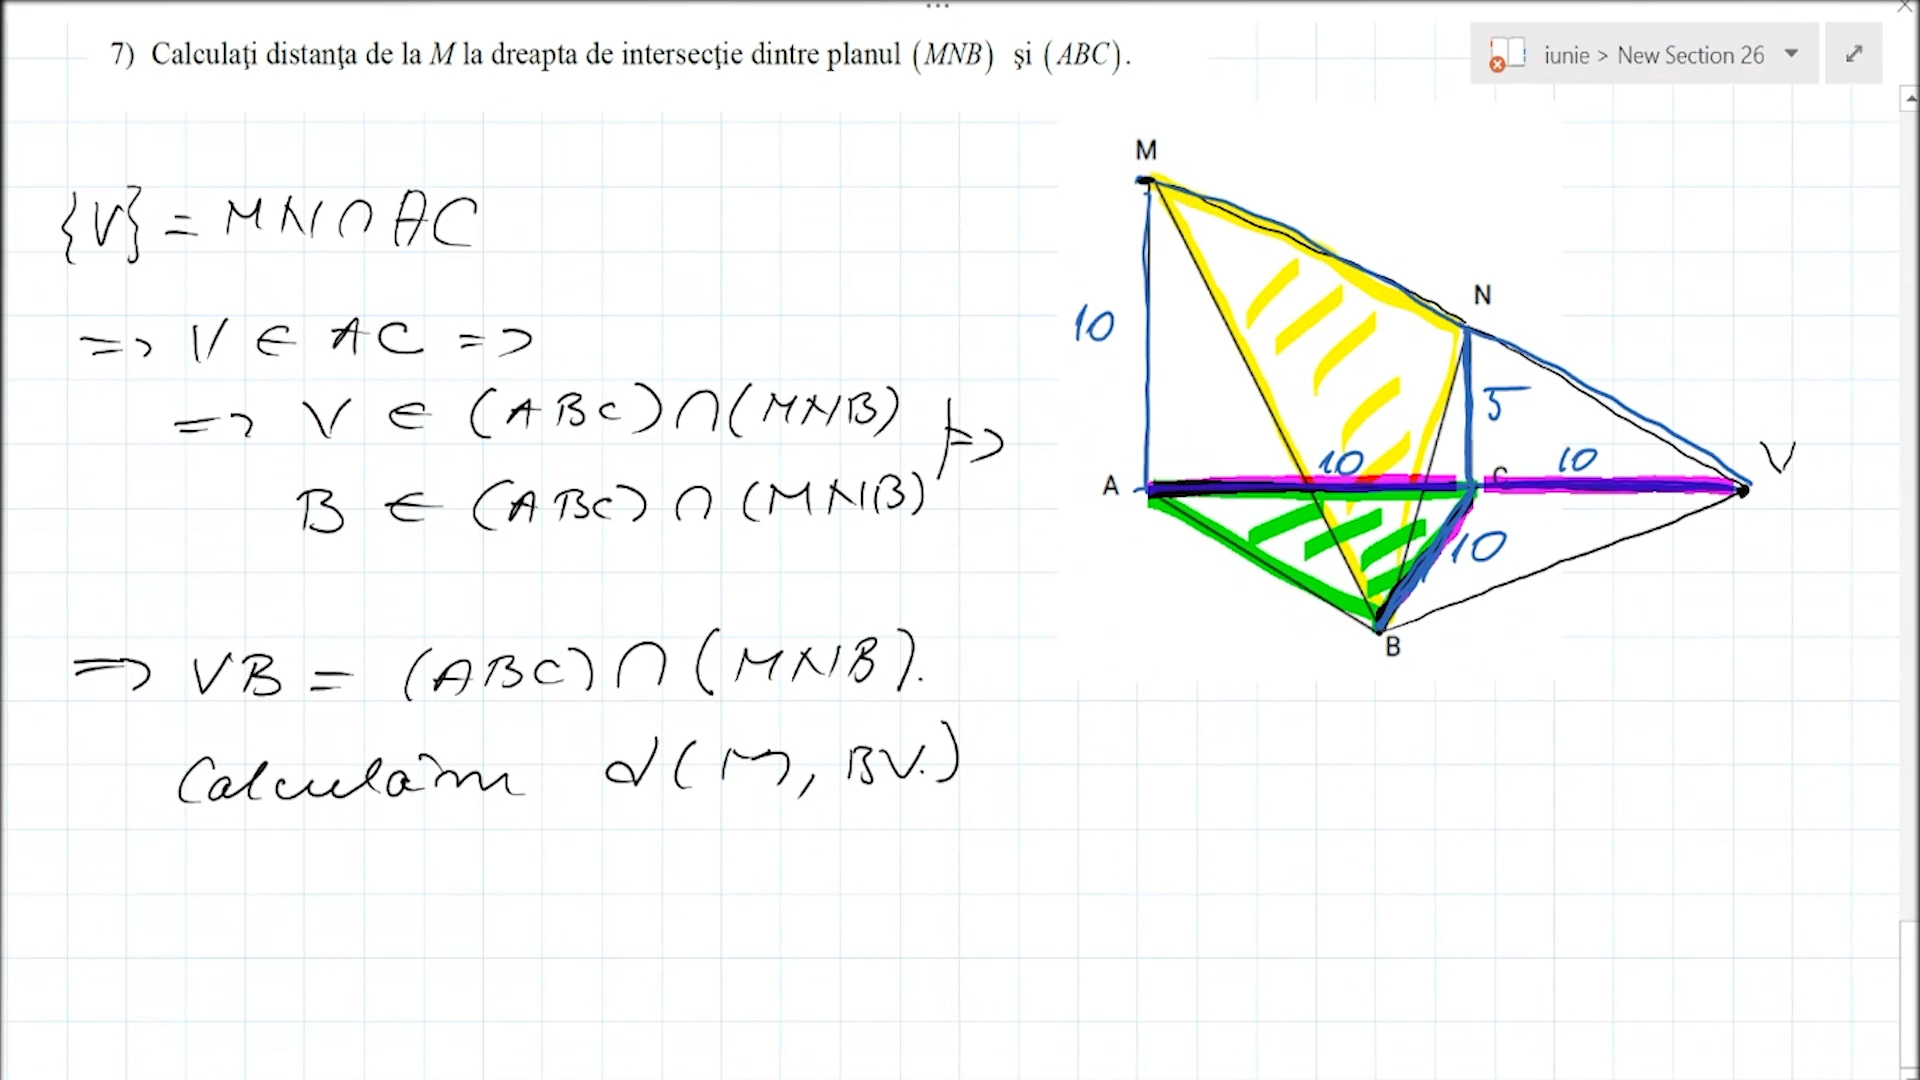 ...
7) Calculați distanța de la M la dreapta de intersecție dintre planul (MNB) și (ABC).
iunie > New Section 26
{V} = MN ∩ AC
=> V ∈ AC =>
=> V ∈ (ABC) ∩ (MNB)
B ∈ (ABC) ∩ (MNB)
=>
=> VB = (ABC) ∩ (MNB).
Calculăm d(M, BV.)
M
N
10
5
V
A
10
C
10
10
B